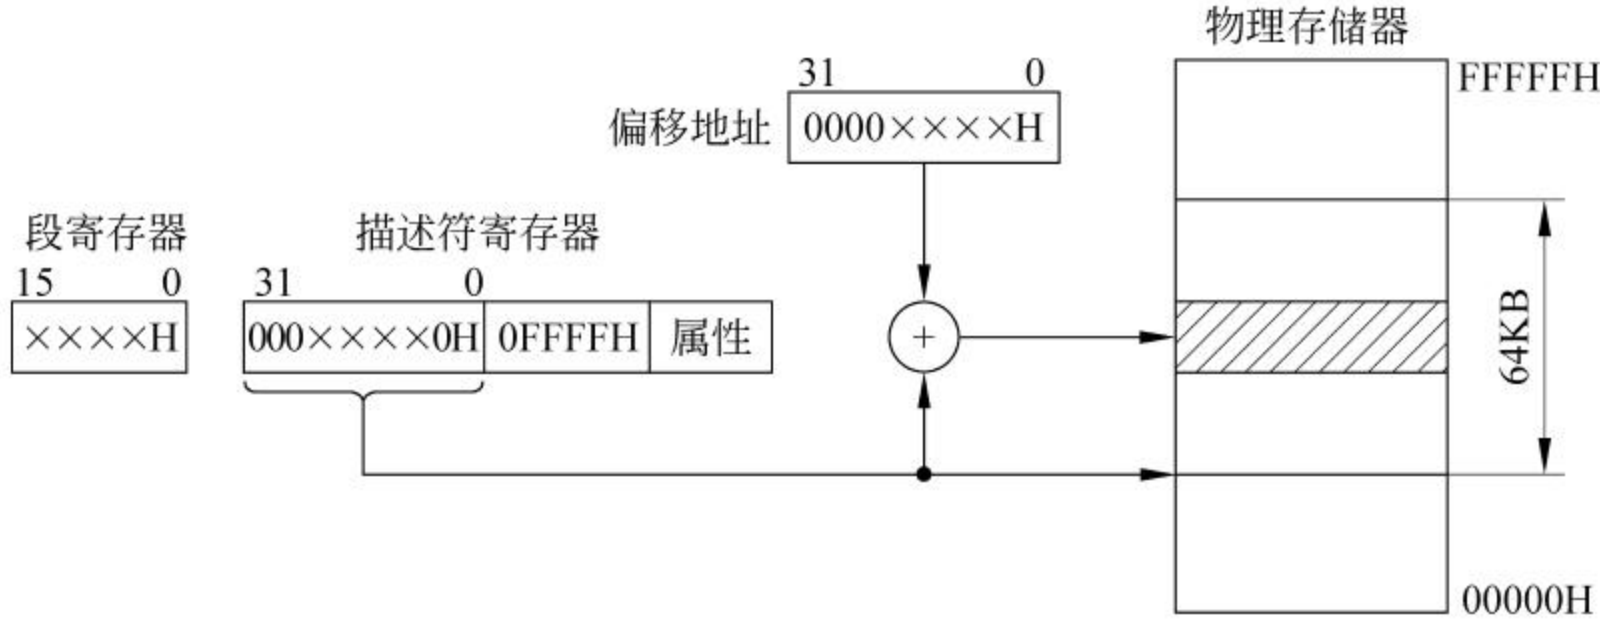 物理存储器
FFFFFH
31 0
偏移地址 0000××××H
段寄存器 描述符寄存器
15 0 31 0
××××H 000××××0H 0FFFFH 属性
+
64KB
00000H